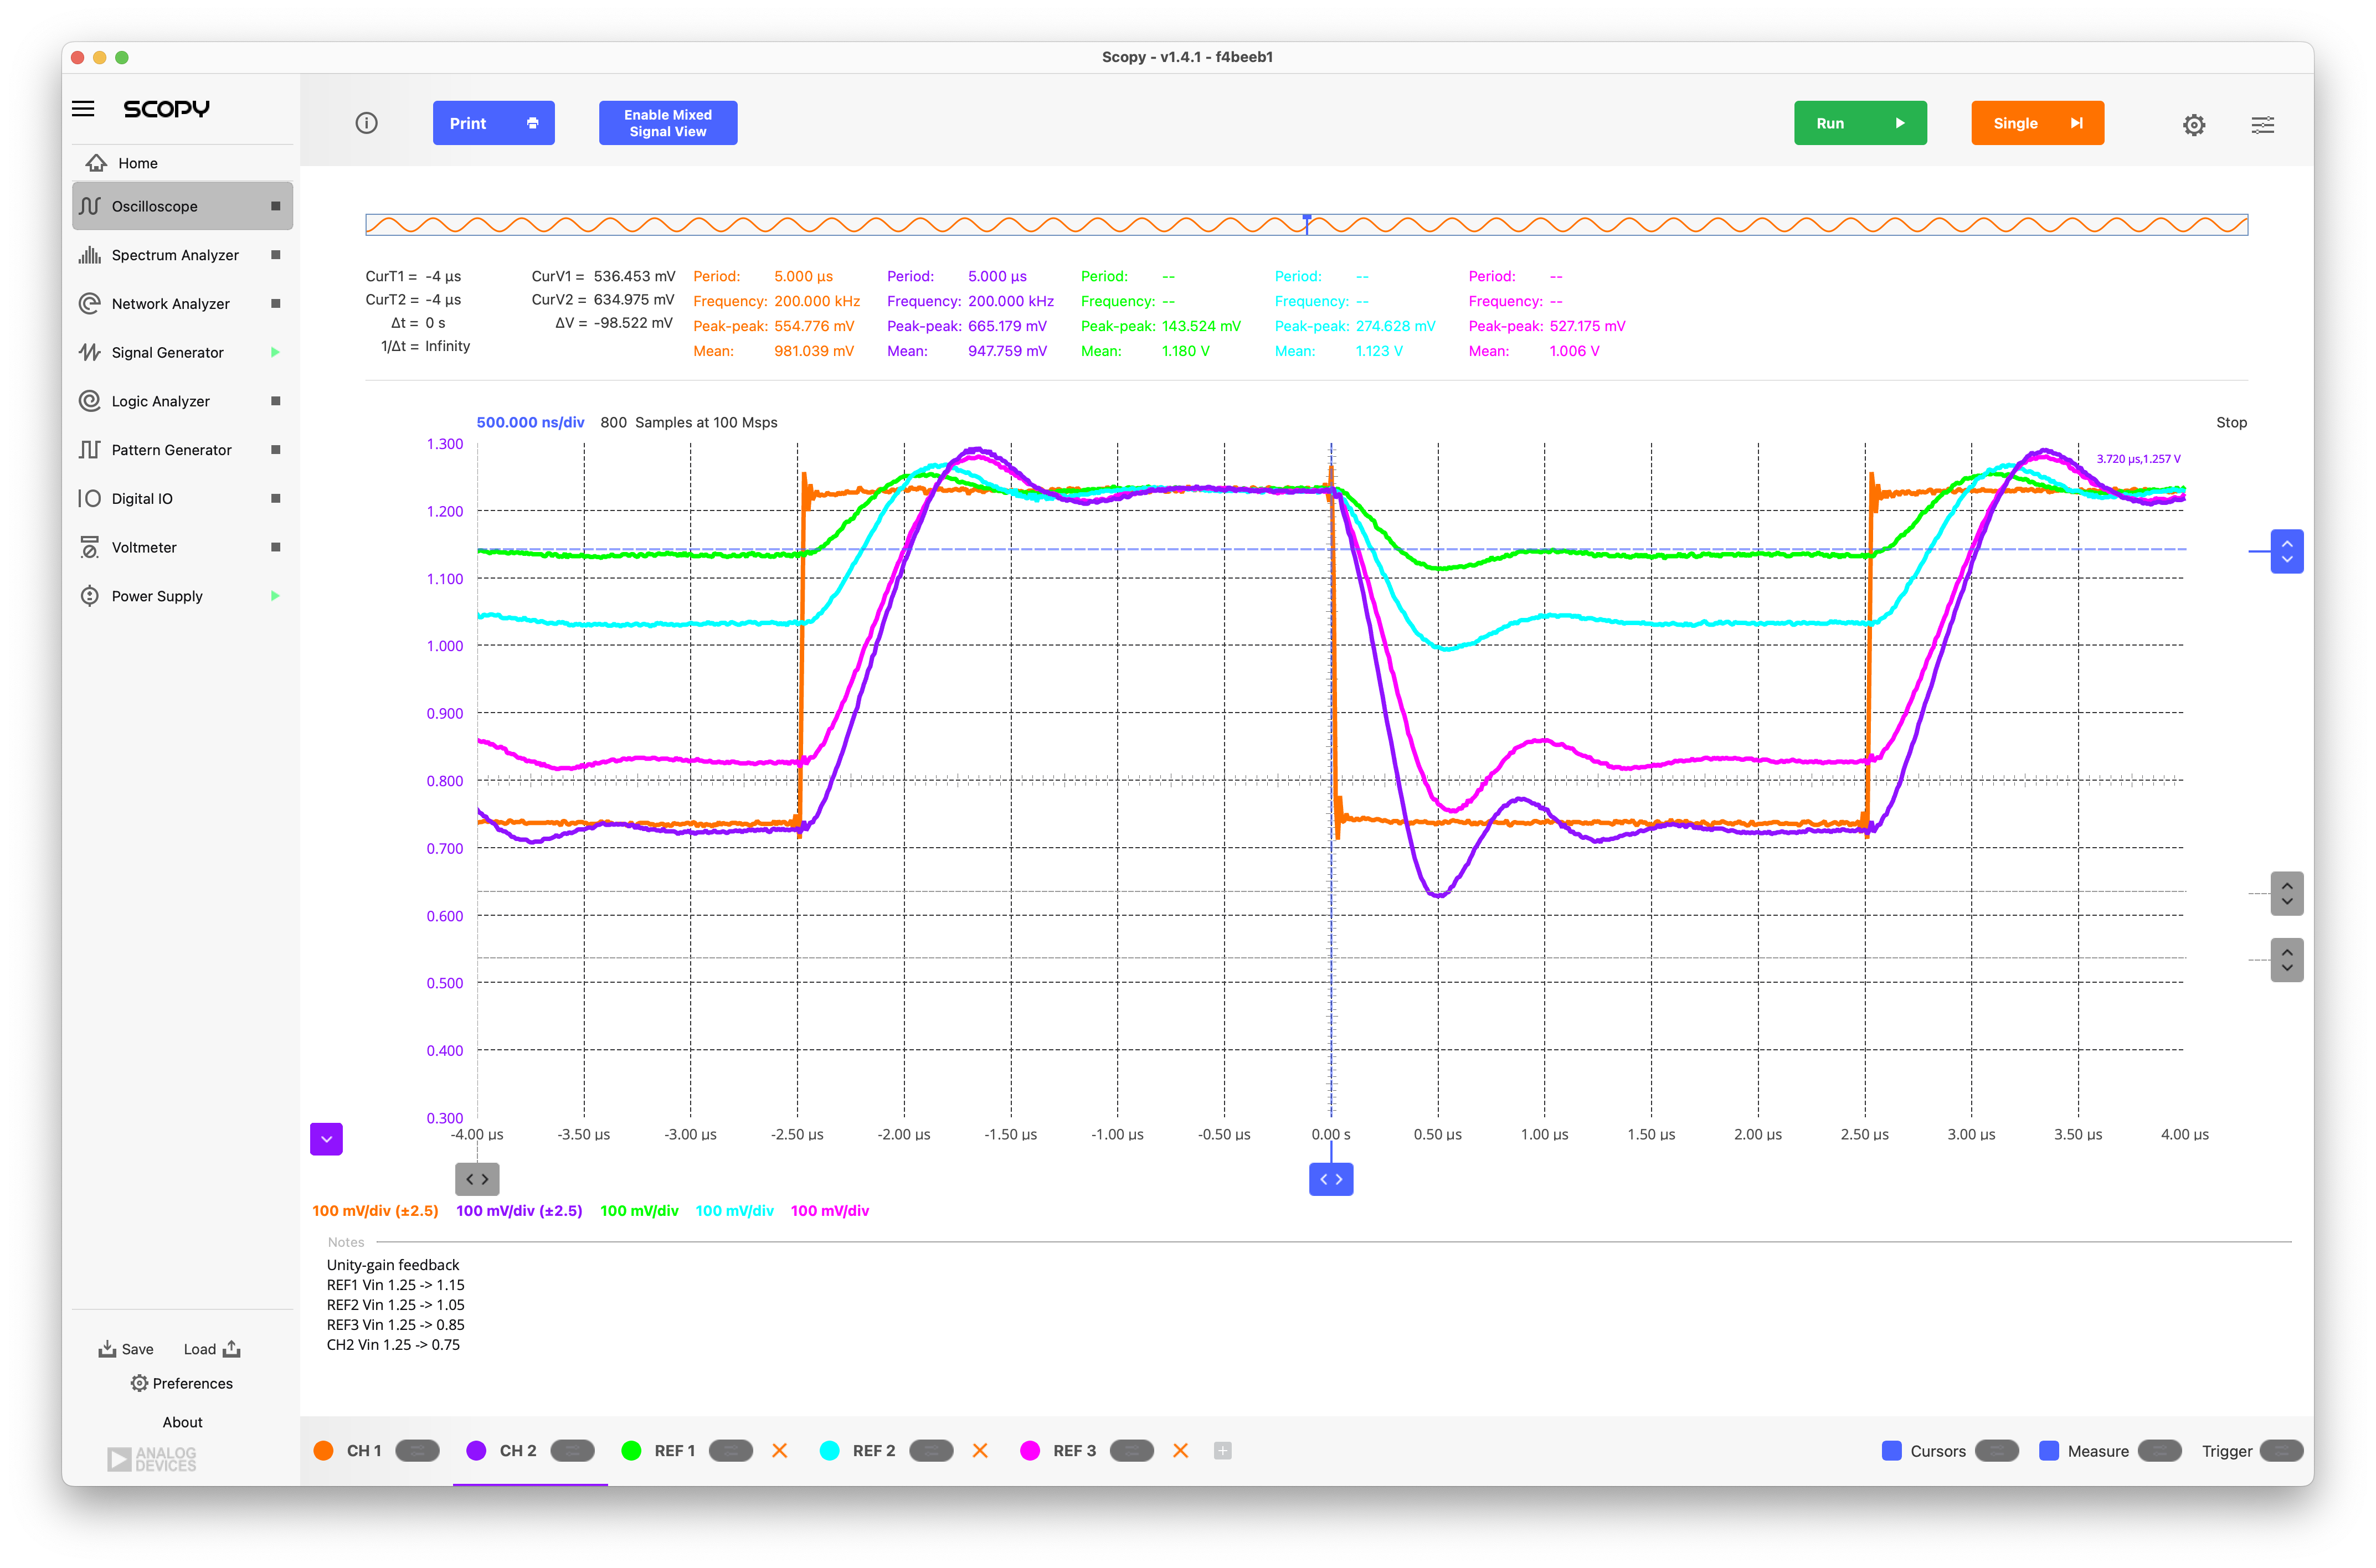 Scopy - v1.4.1 - f4beeb1
SCOPY
Print
Enable Mixed
Signal View
Run
Single
Home
Oscilloscope
Spectrum Analyzer
Network Analyzer
Signal Generator
Logic Analyzer
Pattern Generator
Digital IO
Voltmeter
Power Supply
Save Load
Preferences
About
ANALOG
DEVICES
CurT1 = -4 µs CurV1 = 536.453 mV
CurT2 = -4 µs CurV2 = 634.975 mV
Δt = 0 s ΔV = -98.522 mV
1/Δt = Infinity
Period: 5.000 µs Period: 5.000 µs Period: -- Period: -- Period: --
Frequency: 200.000 kHz Frequency: 200.000 kHz Frequency: -- Frequency: -- Frequency: --
Peak-peak: 554.776 mV Peak-peak: 665.179 mV Peak-peak: 143.524 mV Peak-peak: 274.628 mV Peak-peak: 527.175 mV
Mean: 981.039 mV Mean: 947.759 mV Mean: 1.180 V Mean: 1.123 V Mean: 1.006 V
500.000 ns/div 800 Samples at 100 Msps Stop
1.300
3.720 µs,1.257 V
1.200
1.100
1.000
0.900
0.800
0.700
0.600
0.500
0.400
0.300
-4.00 µs -3.50 µs -3.00 µs -2.50 µs -2.00 µs -1.50 µs -1.00 µs -0.50 µs 0.00 s 0.50 µs 1.00 µs 1.50 µs 2.00 µs 2.50 µs 3.00 µs 3.50 µs 4.00 µs
100 mV/div (±2.5) 100 mV/div (±2.5) 100 mV/div 100 mV/div 100 mV/div
Notes
Unity-gain feedback
REF1 Vin 1.25 -> 1.15
REF2 Vin 1.25 -> 1.05
REF3 Vin 1.25 -> 0.85
CH2 Vin 1.25 -> 0.75
CH 1 CH 2 REF 1 REF 2 REF 3 Cursors Measure Trigger